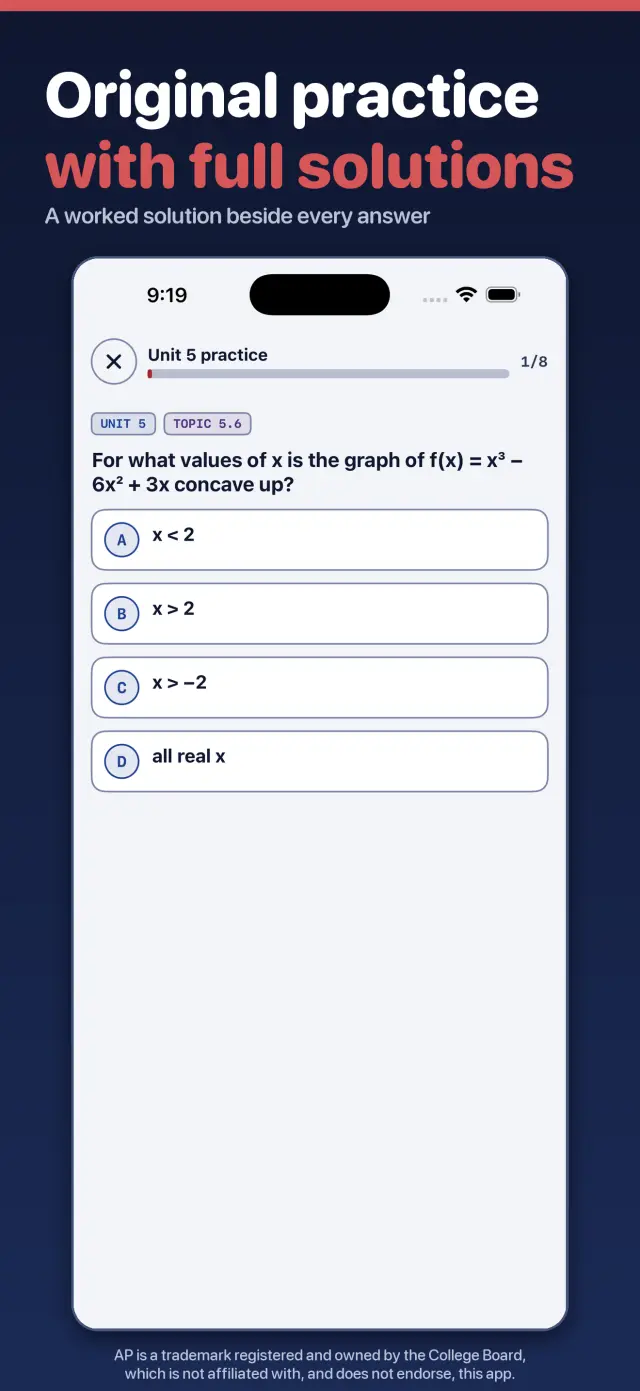 Original practice
with full solutions
A worked solution beside every answer
9:19
Unit 5 practice
1/8
UNIT 5 TOPIC 5.6
For what values of x is the graph of f(x) = x³ −
6x² + 3x concave up?
A x < 2
B x > 2
C x > −2
D all real x
AP is a trademark registered and owned by the College Board,
which is not affiliated with, and does not endorse, this app.